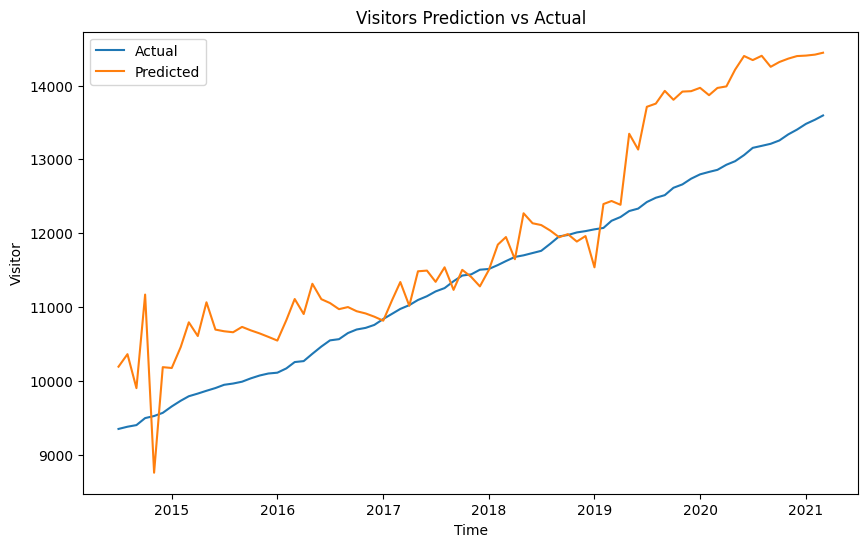 Visitors Prediction vs Actual
Actual
Predicted
14000
13000
12000
11000
10000
9000
Visitor
2015 2016 2017 2018 2019 2020 2021
Time